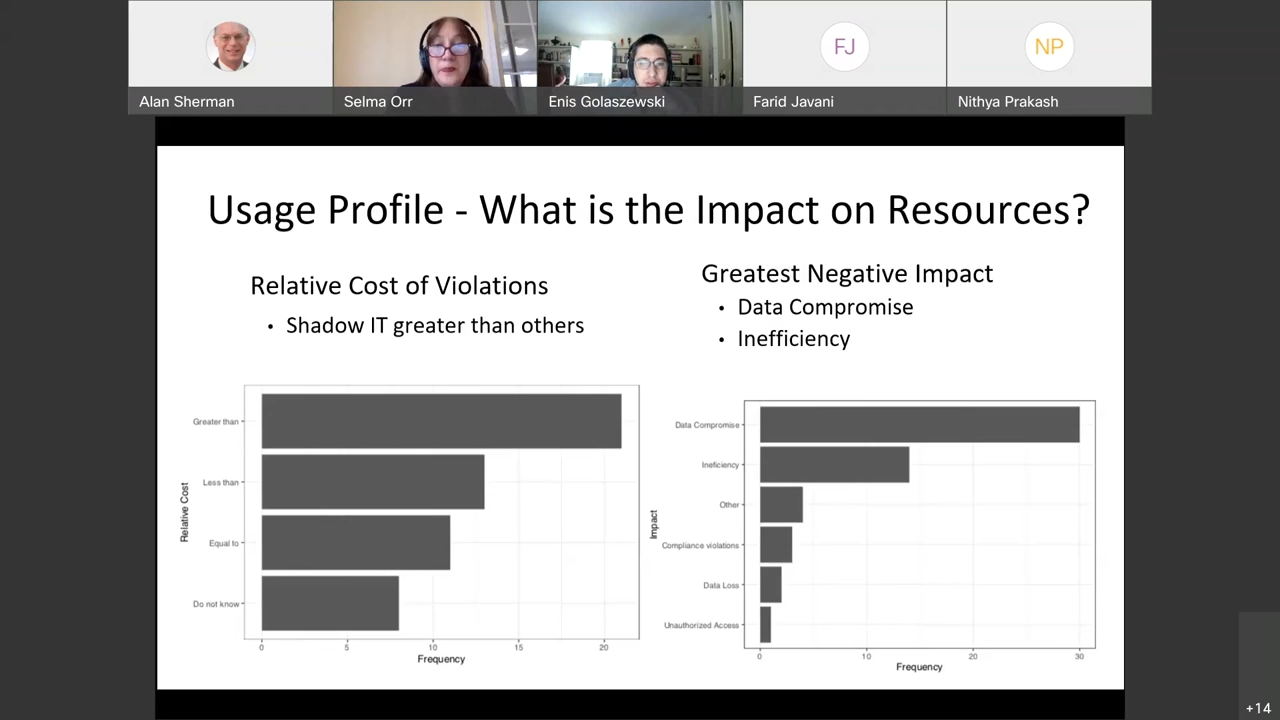 FJ
NP
Alan Sherman
Selma Orr
Enis Golaszewski
Farid Javani
Nithya Prakash
Usage Profile - What is the Impact on Resources?
Relative Cost of Violations
• Shadow IT greater than others
Greatest Negative Impact
• Data Compromise
• Inefficiency
Relative Cost
Greater than
Less than
Equal to
Do not know
0 5 10 15 20
Frequency
Impact
Data Compromise
Ineficiency
Other
Compliance violations
Data Loss
Unauthorized Access
0 10 20 30
Frequency
+14